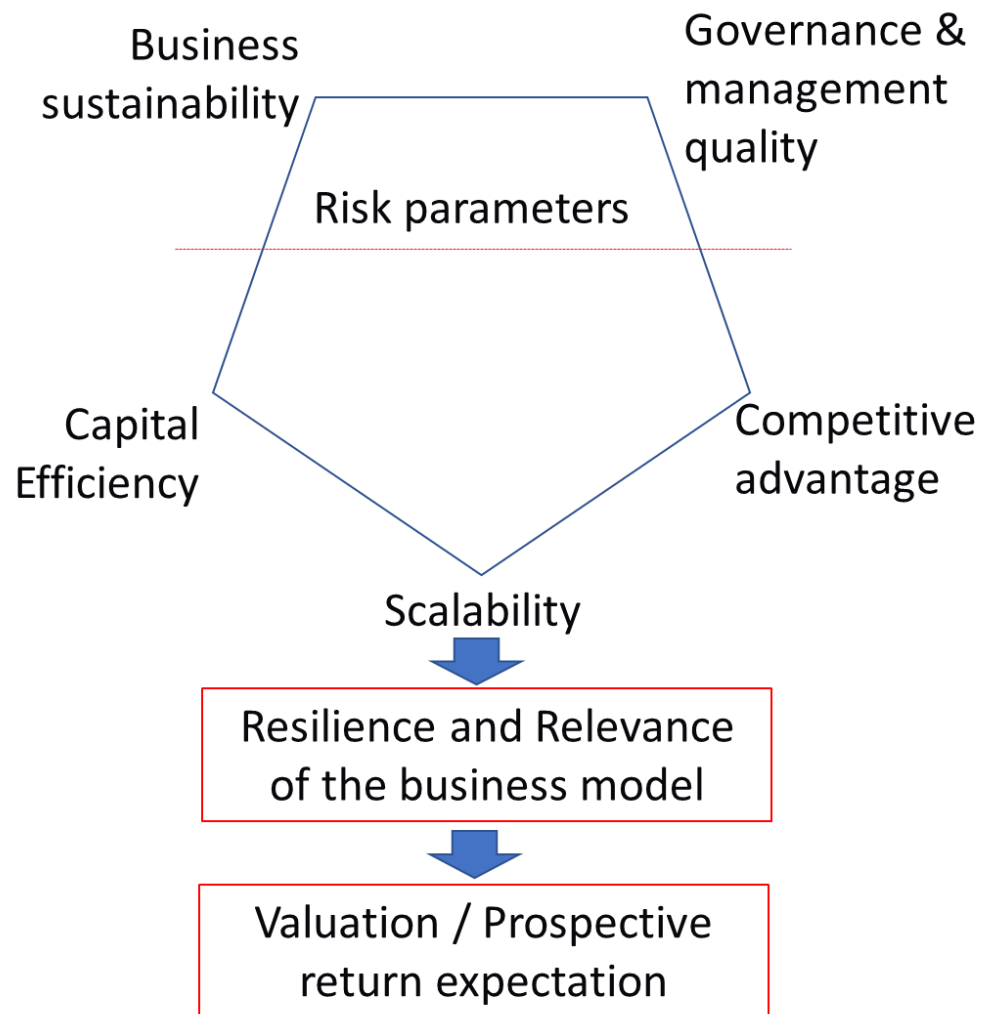 Business
sustainability
Governance &
management
quality
Risk parameters
Capital
Efficiency
Competitive
advantage
Scalability
Resilience and Relevance
of the business model
Valuation / Prospective
return expectation